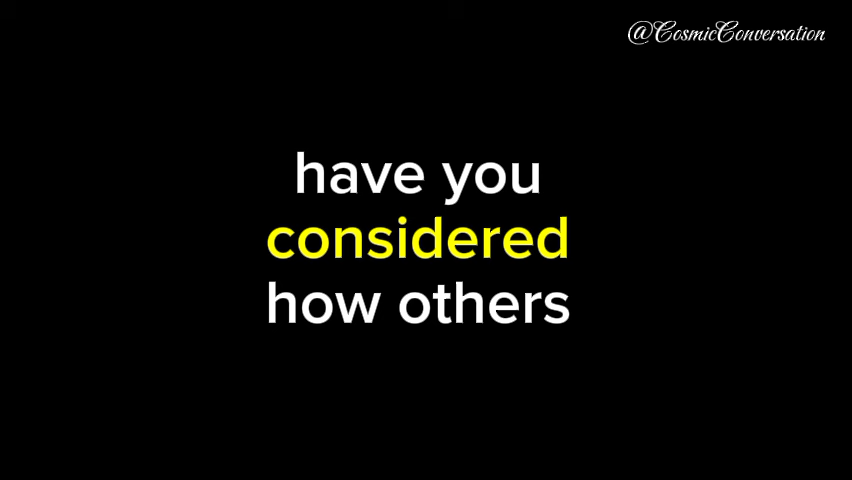 @CosmicConversation
have you
considered
how others